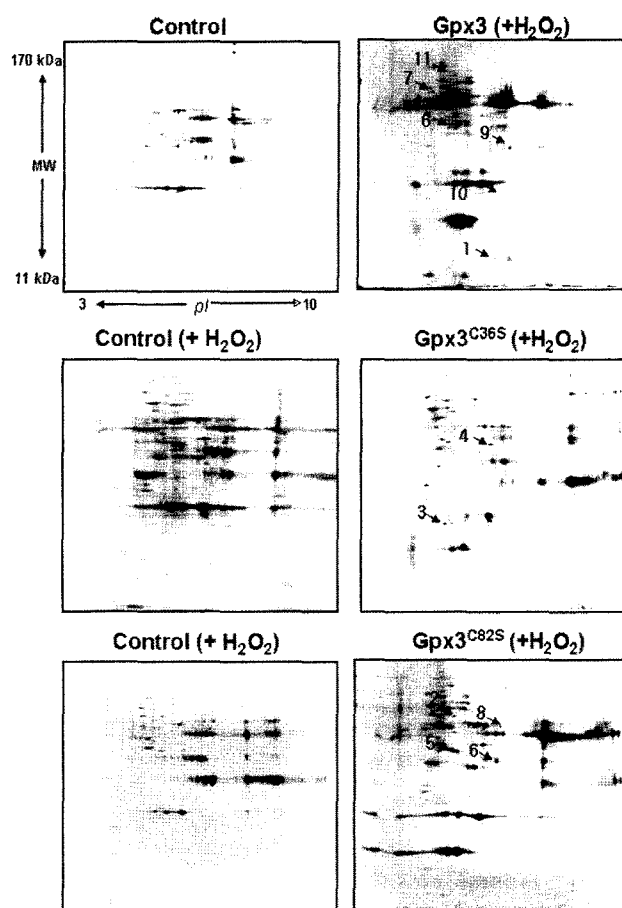 Control
Gpx3 (+H₂O₂)
170 kDa
MW
11 kDa
3
pI
10
11
7
6
9
10
1
Control (+ H₂O₂)
Gpx3C36S (+H₂O₂)
4
3
Control (+ H₂O₂)
Gpx3C82S (+H₂O₂)
8
5
6